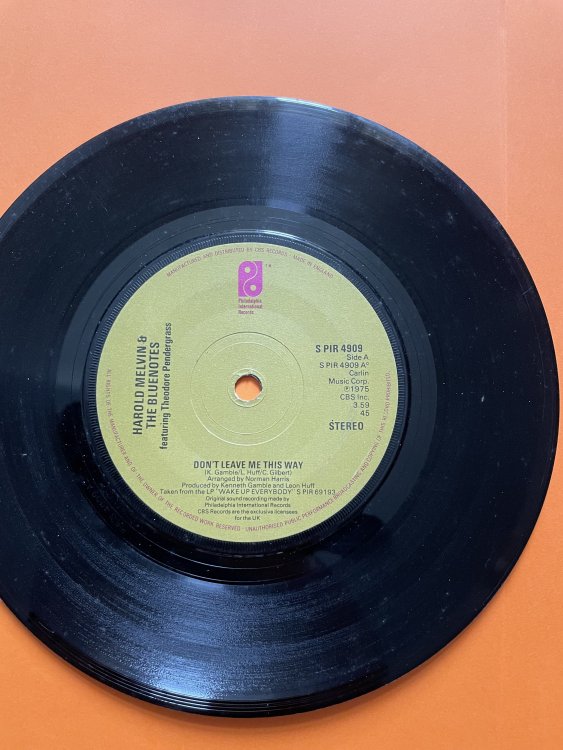 MANUFACTURED AND DISTRIBUTED BY CBS RECORDS · MADE IN ENGLAND
TM
Philadelphia
International
Records
HAROLD MELVIN &
THE BLUENOTES
featuring Theodore Pendergrass
S PIR 4909
Side A
S PIR 4909 A°
Carlin
Music Corp.
℗1975
CBS Inc.
3.59
45
STEREO
DON'T LEAVE ME THIS WAY
(K. Gamble/L. Huff/C. Gilbert)
Arranged by Norman Harris
Produced by Kenneth Gamble and Leon Huff
Taken from the LP 'WAKE UP EVERYBODY' S PIR 69193
Original sound recording made by
Philadelphia International Records
CBS Records are the exclusive licensees
for the UK
ALL RIGHTS OF THE MANUFACTURER AND OF THE OWNER OF THE RECORDED WORK RESERVED · UNAUTHORISED PUBLIC PERFORMANCE BROADCASTING AND COPYING OF THIS RECORD PROHIBITED